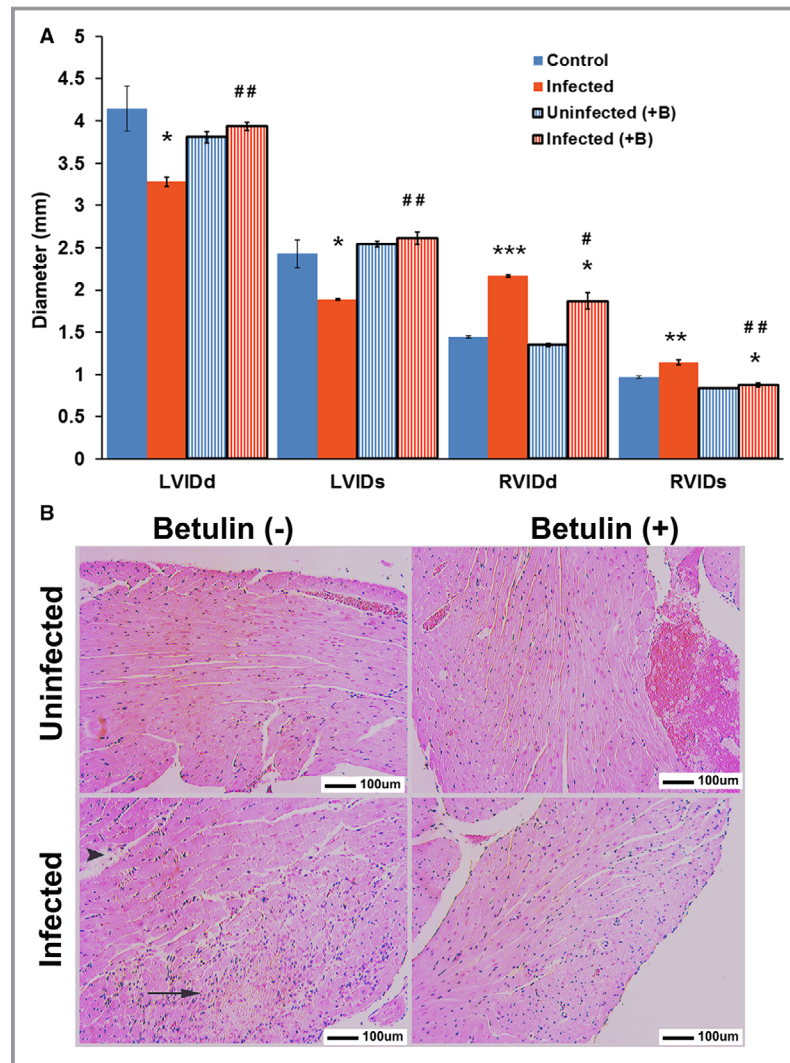 A
5
4.5
4
3.5
3
2.5
2
1.5
1
0.5
0
Diameter (mm)
Control
Infected
Uninfected (+B)
Infected (+B)
*
##
*
##
***
#
*
**
##
*
LVIDd
LVIDs
RVIDd
RVIDs
B
Betulin (-)
Betulin (+)
Uninfected
100um
100um
Infected
100um
100um